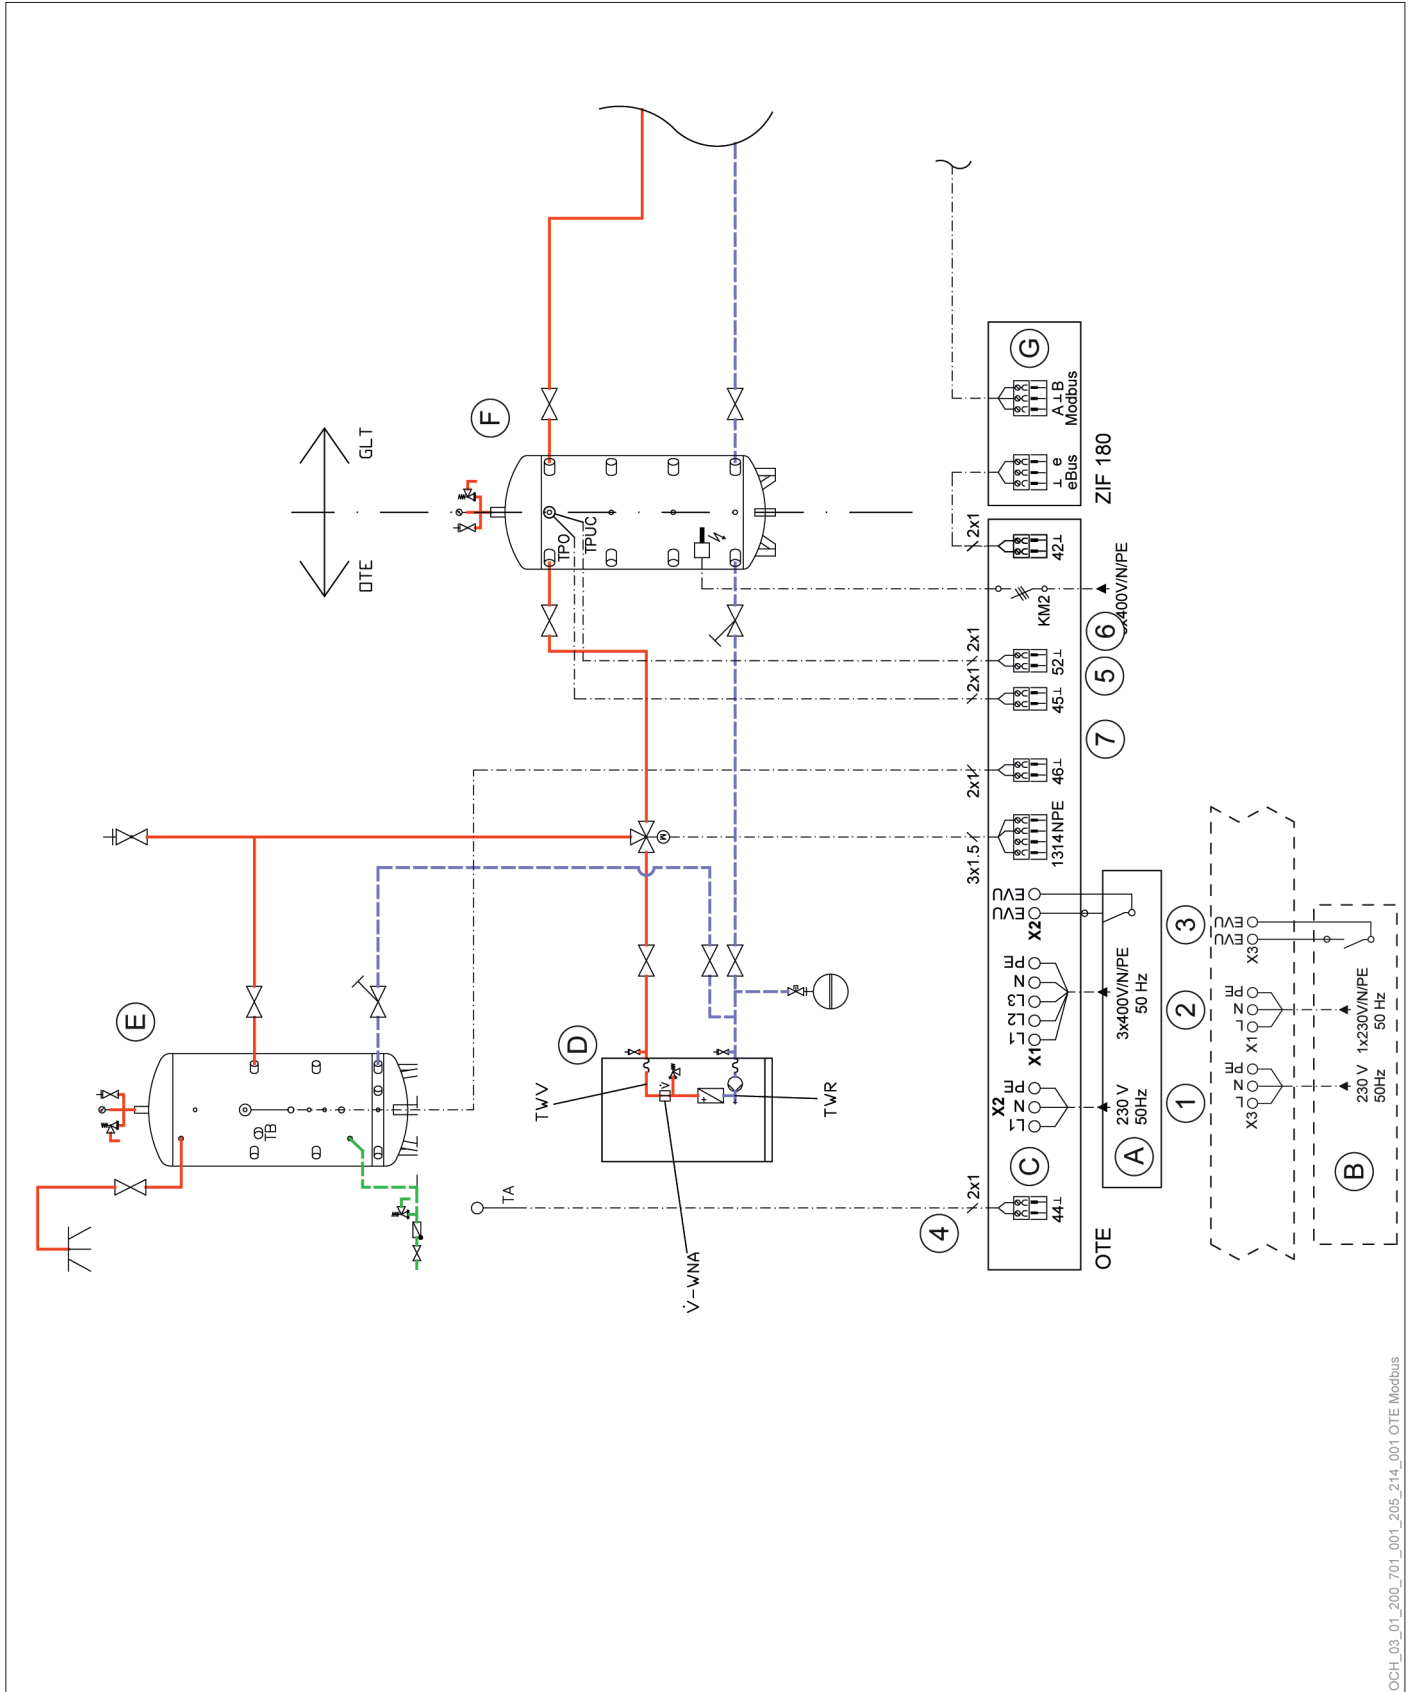 GLT
OTE
F
TPO
TPUC
G
A ⊥ B
Modbus
⊥ e
eBus
ZIF 180
2x1
42⊥
KM2
3x400V/N/PE
6
2x1
52⊥
5
2x1
45⊥
7
2x1
46⊥
3x1.5
1314NPE
M
E
TB
D
TWV
TWR
V̇
V̇-WNA
TA
4
2x1
44⊥
OTE
C
X2
L1
N
PE
X1
L1
L2
L3
N
PE
X2
EVU
EVU
A
230 V
50Hz
3x400V/N/PE
50 Hz
1
2
3
X3
L
N
PE
X1
L
N
PE
X3
EVU
EVU
B
230 V
50Hz
1x230V/N/PE
50 Hz
OCH_03_01_200_701_001_205_214_001 OTE Modbus